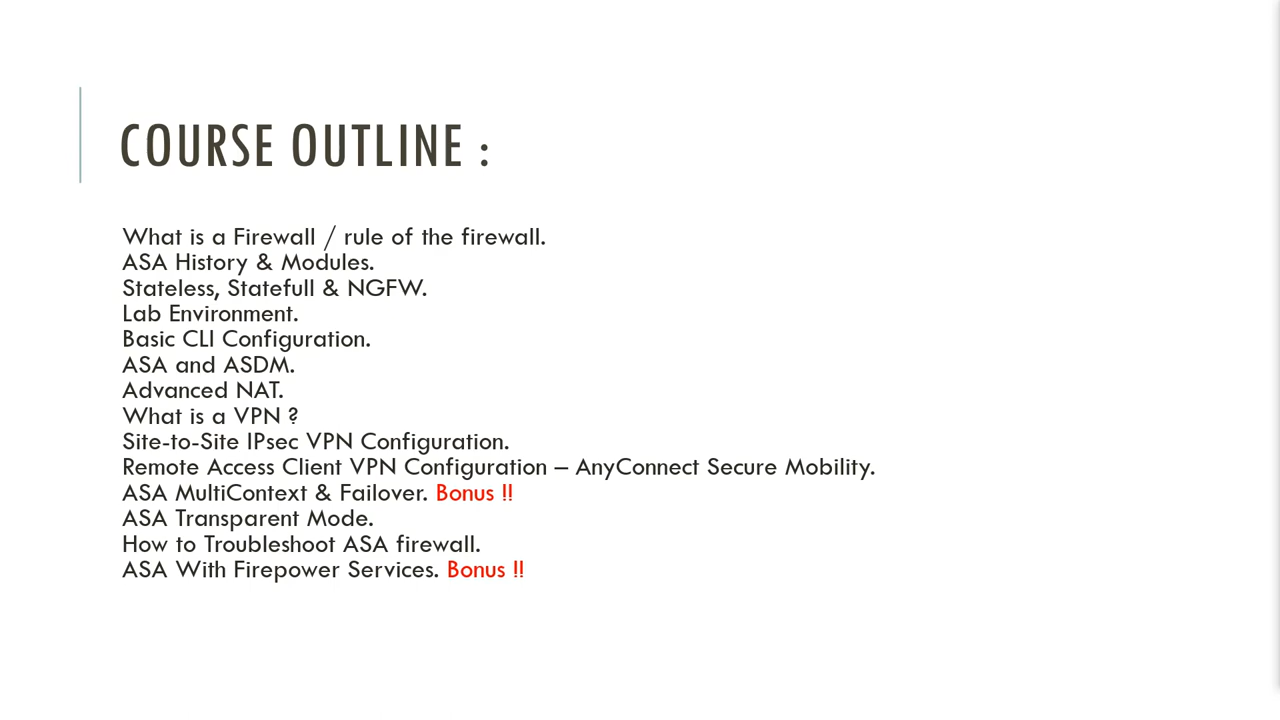 COURSE OUTLINE :
What is a Firewall / rule of the firewall.
ASA History & Modules.
Stateless, Statefull & NGFW.
Lab Environment.
Basic CLI Configuration.
ASA and ASDM.
Advanced NAT.
What is a VPN ?
Site-to-Site IPsec VPN Configuration.
Remote Access Client VPN Configuration – AnyConnect Secure Mobility.
ASA MultiContext & Failover. Bonus !!
ASA Transparent Mode.
How to Troubleshoot ASA firewall.
ASA With Firepower Services. Bonus !!